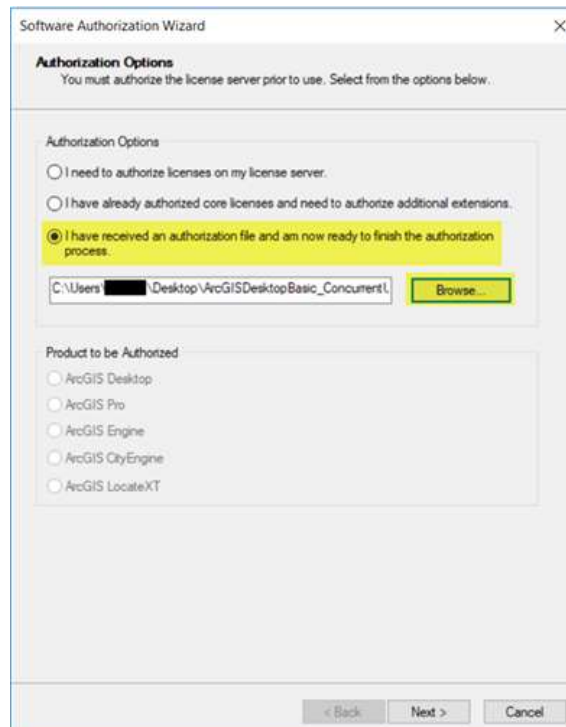 Software Authorization Wizard
Authorization Options
You must authorize the license server prior to use. Select from the options below.
Authorization Options
I need to authorize licenses on my license server.
I have already authorized core licenses and need to authorize additional extensions.
I have received an authorization file and am now ready to finish the authorization
process.
C:\Users\ \Desktop\ArcGISDesktopBasic_Concurrent\
Browse...
Product to be Authorized
ArcGIS Desktop
ArcGIS Pro
ArcGIS Engine
ArcGIS CityEngine
ArcGIS LocateXT
< Back Next > Cancel